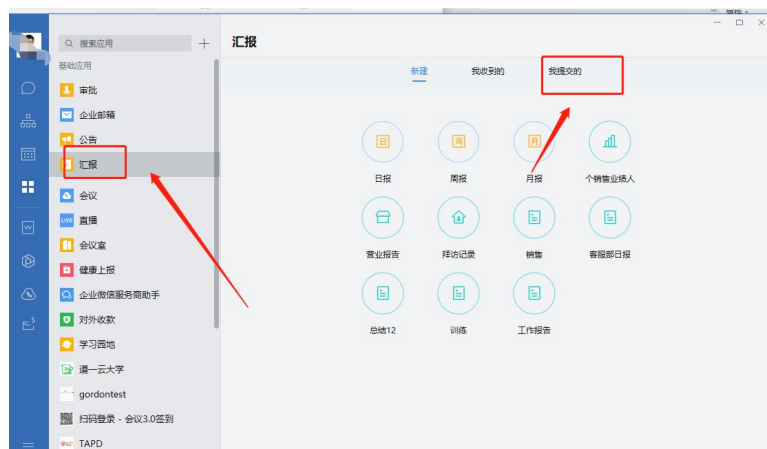 搜索应用
汇报
基础应用
新建
我收到的
我提交的
审批
企业邮箱
公告
汇报
会议
LIVE
直播
会议室
健康上报
企业微信服务商助手
对外收款
学习园地
道一云大学
gordontest
扫码登录 - 会议3.0签到
TAPD
日
周
月
日报
周报
月报
个销售业绩人
营业报告
拜访记录
销售
客服部日报
总结12
训练
工作报告
5